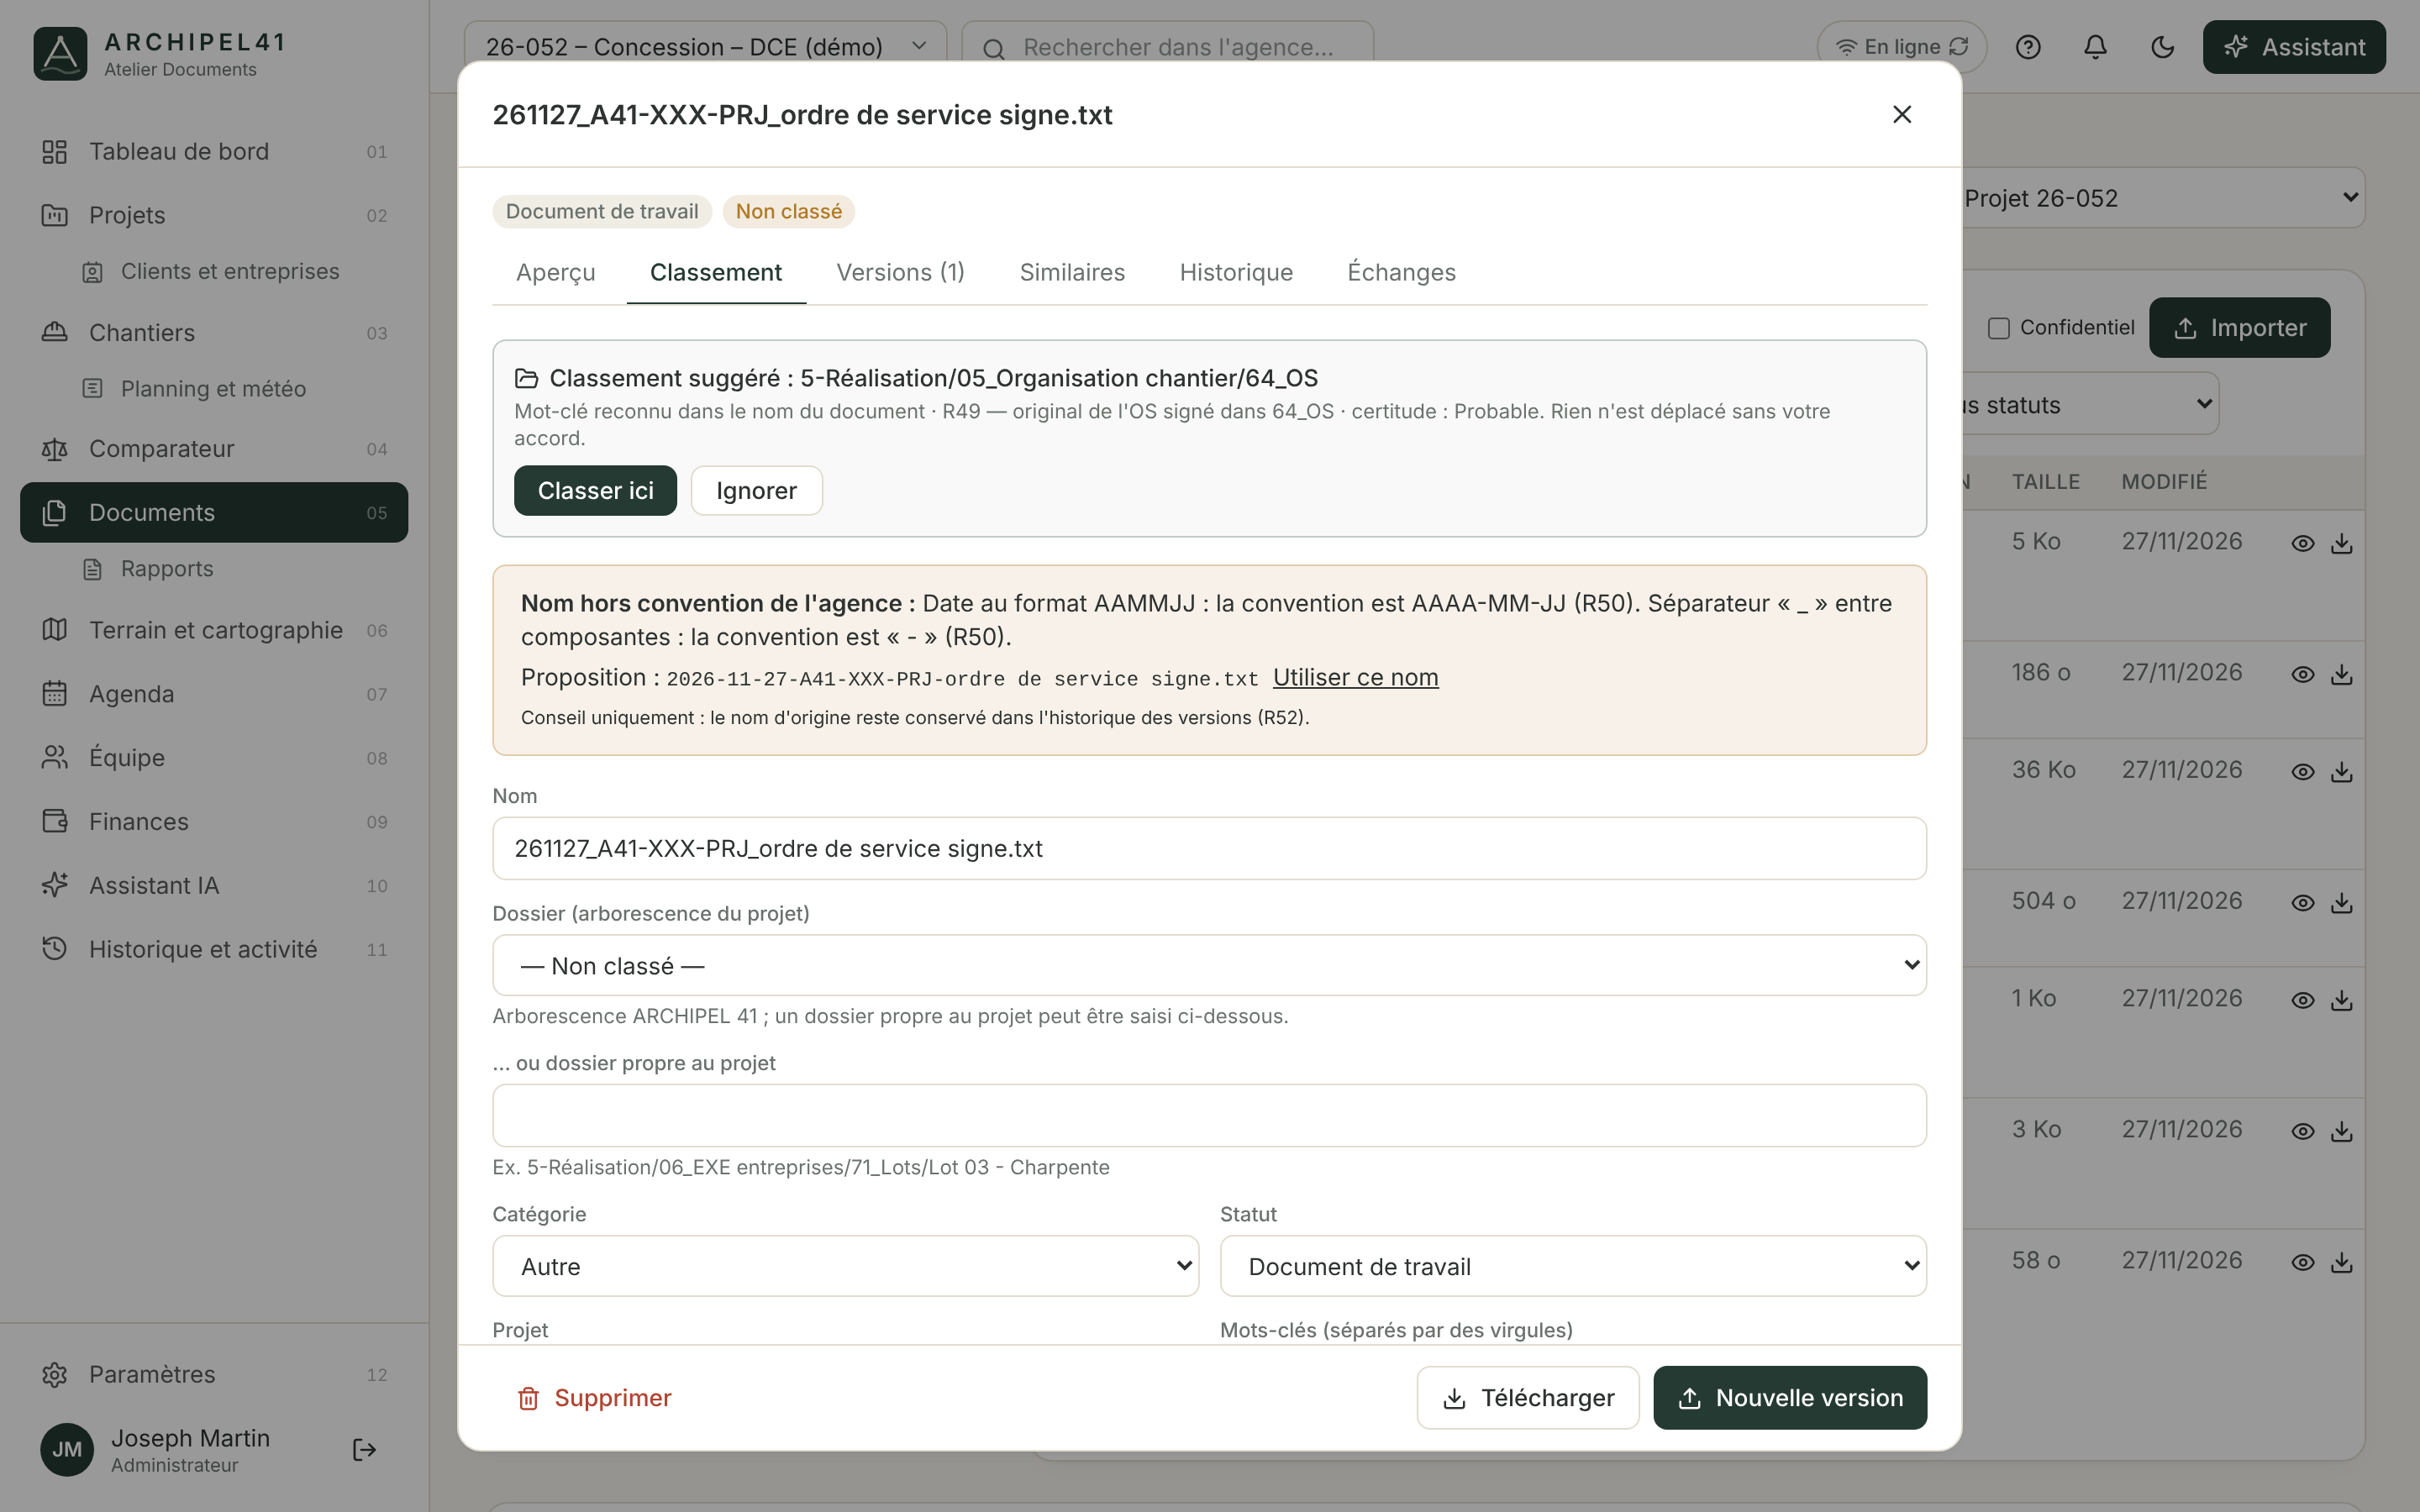 ARCHIPEL41
Atelier Documents
Tableau de bord 01
Projets 02
Clients et entreprises
Chantiers 03
Planning et météo
Comparateur 04
Documents 05
Rapports
Terrain et cartographie 06
Agenda 07
Équipe 08
Finances 09
Assistant IA 10
Historique et activité 11
Paramètres 12
JM
Joseph Martin
Administrateur
26-052 – Concession – DCE (démo)
Rechercher dans l'agence...
En ligne
Assistant
261127_A41-XXX-PRJ_ordre de service signe.txt
Document de travail
Non classé
Aperçu
Classement
Versions (1)
Similaires
Historique
Échanges
Classement suggéré : 5-Réalisation/05_Organisation chantier/64_OS
Mot-clé reconnu dans le nom du document · R49 — original de l'OS signé dans 64_OS · certitude : Probable. Rien n'est déplacé sans votre
accord.
Classer ici
Ignorer
Nom hors convention de l'agence : Date au format AAMMJJ : la convention est AAAA-MM-JJ (R50). Séparateur « _ » entre
composantes : la convention est « - » (R50).
Proposition : 2026-11-27-A41-XXX-PRJ-ordre de service signe.txt Utiliser ce nom
Conseil uniquement : le nom d'origine reste conservé dans l'historique des versions (R52).
Nom
261127_A41-XXX-PRJ_ordre de service signe.txt
Dossier (arborescence du projet)
— Non classé —
Arborescence ARCHIPEL 41 ; un dossier propre au projet peut être saisi ci-dessous.
... ou dossier propre au projet
Ex. 5-Réalisation/06_EXE entreprises/71_Lots/Lot 03 - Charpente
Catégorie
Autre
Statut
Document de travail
Projet
Mots-clés (séparés par des virgules)
Supprimer
Télécharger
Nouvelle version
Projet 26-052
Confidentiel
Importer
statuts
TAILLE MODIFIÉ
5 Ko 27/11/2026
186 o 27/11/2026
36 Ko 27/11/2026
504 o 27/11/2026
1 Ko 27/11/2026
3 Ko 27/11/2026
58 o 27/11/2026